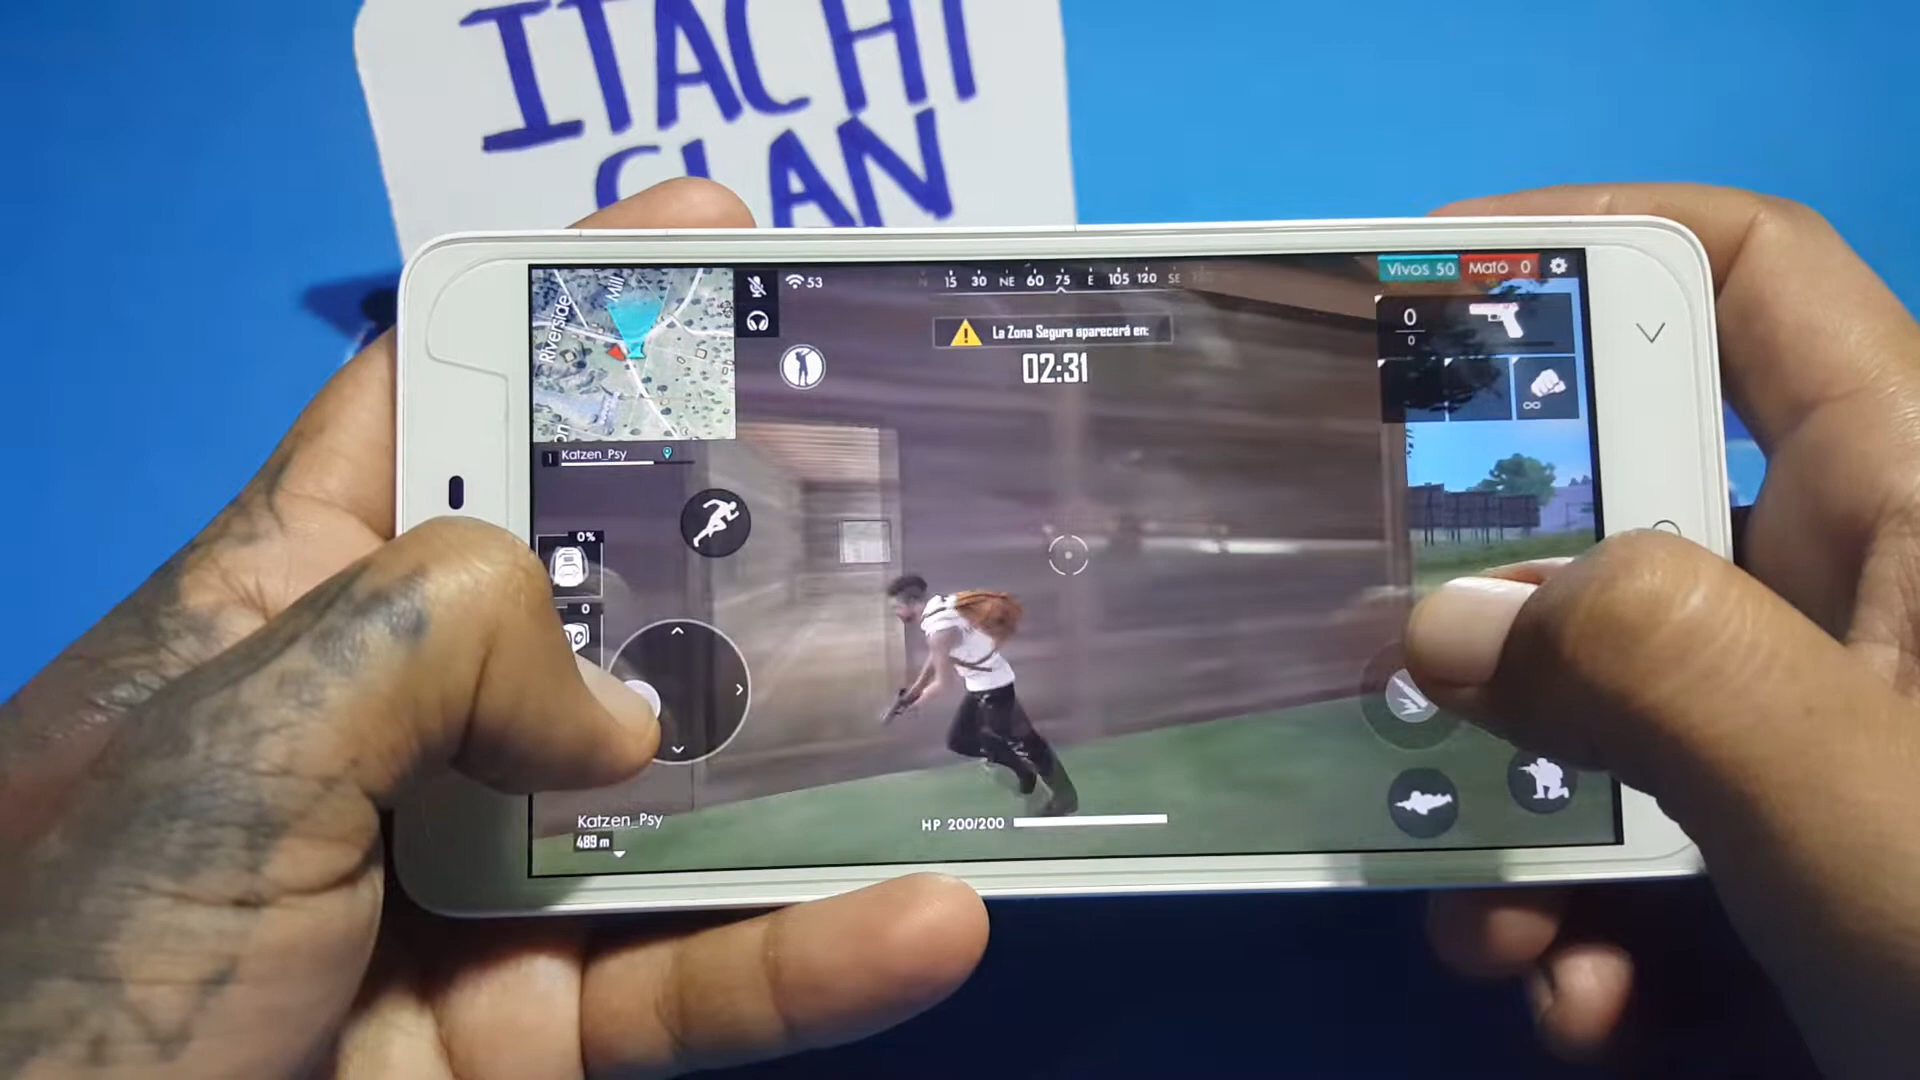 ITACHI
CLAN
Riverside
Mill
53
15 30 NE 60 75 E 105 120 SE
Vivos 50 Mató 0
La Zona Segura aparecerá en:
02:31
0
0
∞
1 Katzen_Psy
0%
0
Katzen_Psy
489 m
HP 200/200